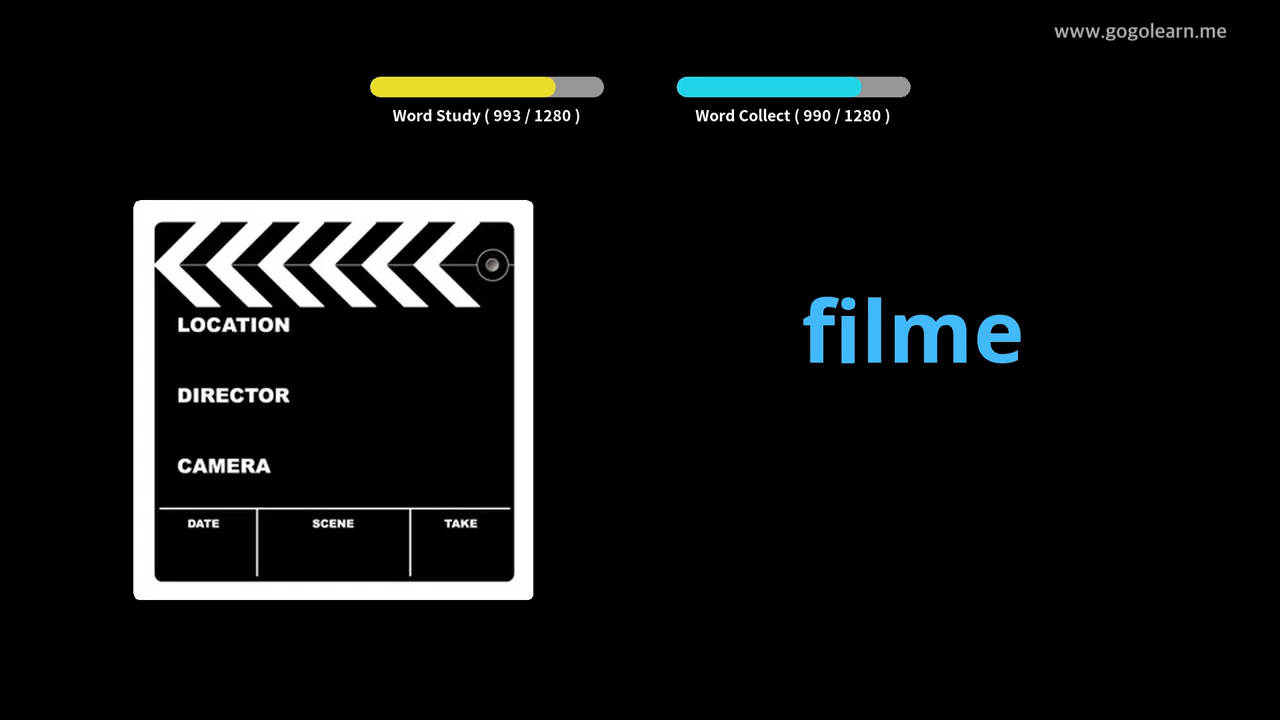 www.gogolearn.me
Word Study ( 993 / 1280 )
Word Collect ( 990 / 1280 )
LOCATION
DIRECTOR
CAMERA
DATE
SCENE
TAKE
filme